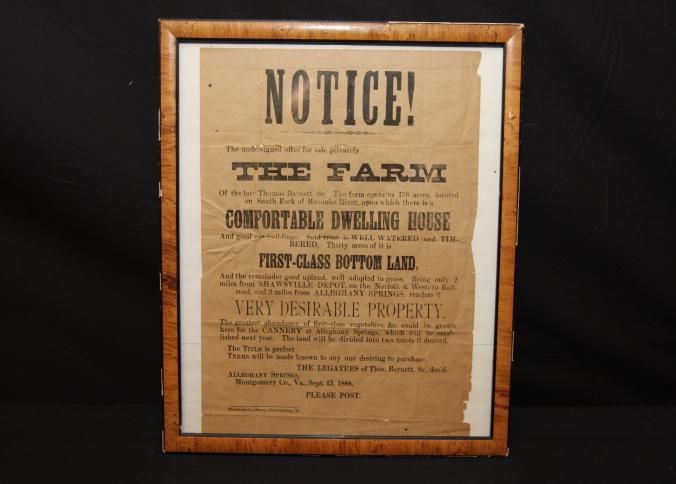 NOTICE!
The undersigned offer for sale privately
THE FARM
Of the late Thomas Barnett Sr. The farm contains 158 acres, located
on South Fork of Roanoke River, upon which there is a
COMFORTABLE DWELLING HOUSE
And good out-buildings. Said tract is WELL WATERED and TIM-
BERED. Thirty acres of it is
FIRST-CLASS BOTTOM LAND,
And the remainder good upland, well adapted to grass. Being only 2
miles from SHAWSVILLE DEPOT, on the Norfolk & Western Rail-
road, and 2 miles from ALLEGHANY SPRINGS, renders it
VERY DESIRABLE PROPERTY.
The greatest abundancy of first-class vegetables, &c. could be grown
here for the CANNERY at Alleghany Springs, which will be estab-
lished next year. The land will be divided into two tracts if desired.
The TITLE is perfect
TERMS will be made known to any one desiring to purchase.
THE LEGATEES of Thos. Barnett, Sr., dec'd.
ALLEGHANY SPRINGS,
Montgomery Co., Va., Sept. 13, 1888.
PLEASE POST.